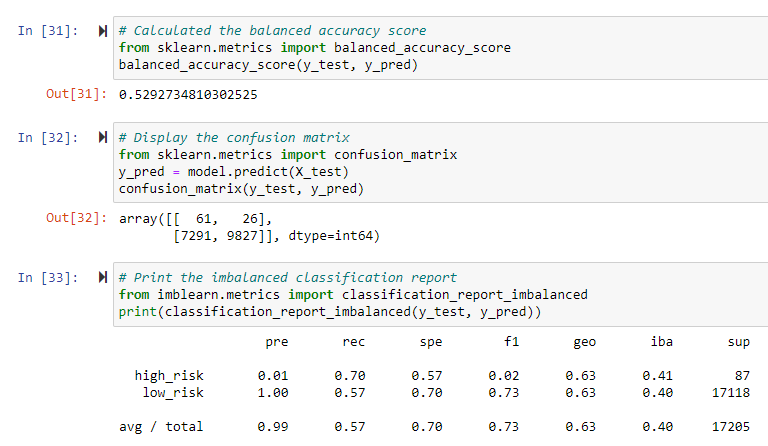 In [31]: # Calculated the balanced accuracy score
from sklearn.metrics import balanced_accuracy_score
balanced_accuracy_score(y_test, y_pred)
Out[31]: 0.5292734810302525
In [32]: # Display the confusion matrix
from sklearn.metrics import confusion_matrix
y_pred = model.predict(X_test)
confusion_matrix(y_test, y_pred)
Out[32]: array([[  61,   26],
       [7291, 9827]], dtype=int64)
In [33]: # Print the imbalanced classification report
from imblearn.metrics import classification_report_imbalanced
print(classification_report_imbalanced(y_test, y_pred))
pre rec spe f1 geo iba sup
high_risk 0.01 0.70 0.57 0.02 0.63 0.41 87
low_risk 1.00 0.57 0.70 0.73 0.63 0.40 17118
avg / total 0.99 0.57 0.70 0.73 0.63 0.40 17205